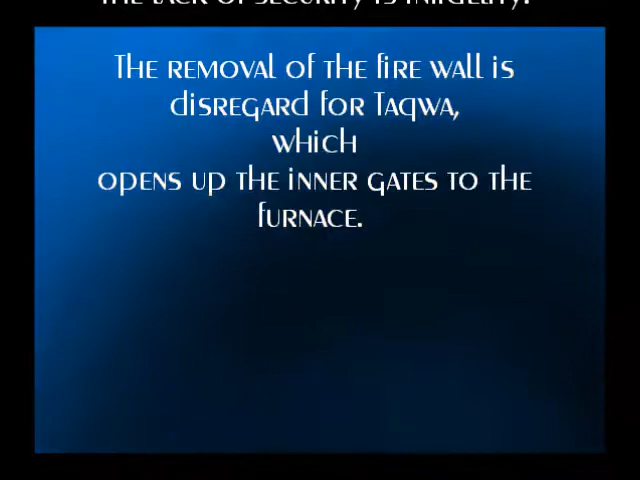 The lack of security is infidelity.
The removal of the fire wall is
disregard for Taqwa,
which
opens up the inner gates to the
furnace.